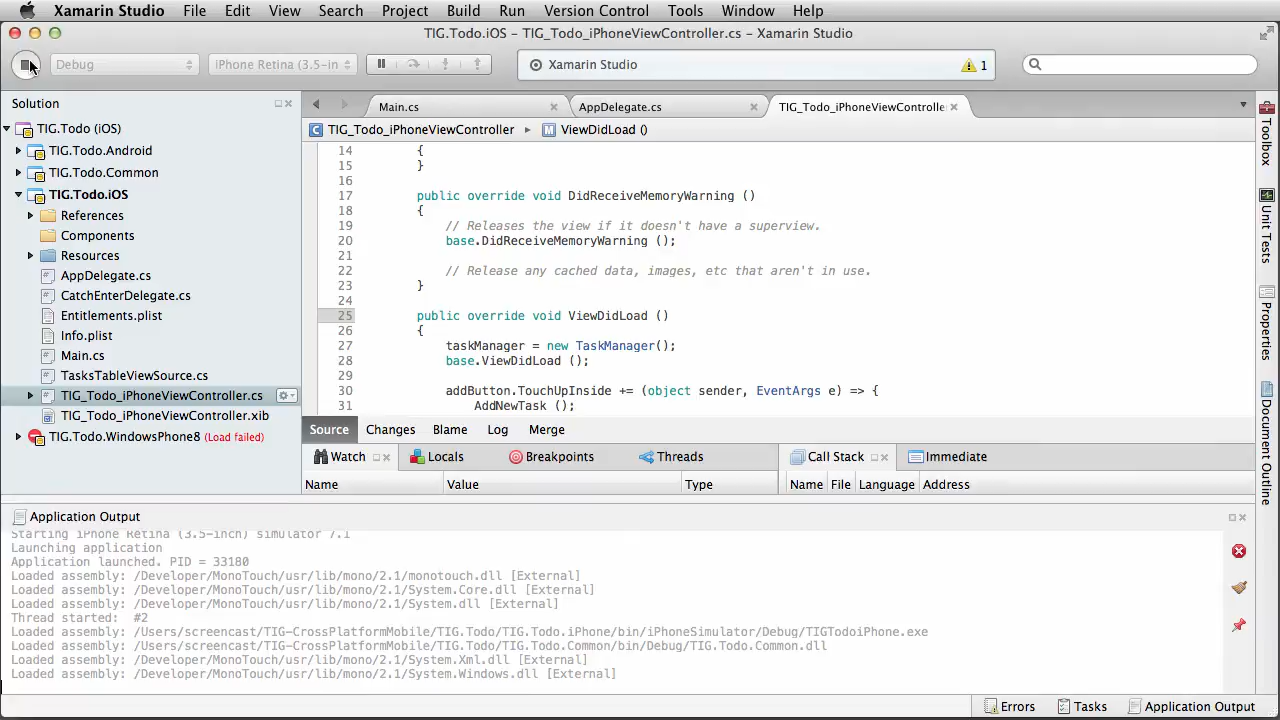 Xamarin Studio File Edit View Search Project Build Run Version Control Tools Window Help
TIG.Todo.iOS – TIG_Todo_iPhoneViewController.cs – Xamarin Studio
Debug iPhone Retina (3.5-in Xamarin Studio 1
Solution
TIG.Todo (iOS)
TIG.Todo.Android
TIG.Todo.Common
TIG.Todo.iOS
References
Components
Resources
AppDelegate.cs
CatchEnterDelegate.cs
Entitlements.plist
Info.plist
Main.cs
TasksTableViewSource.cs
TIG_Todo_iPhoneViewController.cs
TIG_Todo_iPhoneViewController.xib
TIG.Todo.WindowsPhone8 (Load failed)
Main.cs AppDelegate.cs TIG_Todo_iPhoneViewController
TIG_Todo_iPhoneViewController ViewDidLoad ()
14 {
15 }
16
17 public override void DidReceiveMemoryWarning ()
18 {
19 // Releases the view if it doesn't have a superview.
20 base.DidReceiveMemoryWarning ();
21
22 // Release any cached data, images, etc that aren't in use.
23 }
24
25 public override void ViewDidLoad ()
26 {
27 taskManager = new TaskManager();
28 base.ViewDidLoad ();
29
30 addButton.TouchUpInside += (object sender, EventArgs e) => {
31 AddNewTask ();
Source Changes Blame Log Merge
Watch Locals Breakpoints Threads Call Stack Immediate
Name Value Type Name File Language Address
Toolbox
Unit Tests
Properties
Document Outline
Application Output
Starting iPhone Retina (3.5-inch) simulator 7.1
Launching application
Application launched. PID = 33180
Loaded assembly: /Developer/MonoTouch/usr/lib/mono/2.1/monotouch.dll [External]
Loaded assembly: /Developer/MonoTouch/usr/lib/mono/2.1/System.Core.dll [External]
Loaded assembly: /Developer/MonoTouch/usr/lib/mono/2.1/System.dll [External]
Thread started:  #2
Loaded assembly: /Users/screencast/TIG-CrossPlatformMobile/TIG.Todo/TIG.Todo.iPhone/bin/iPhoneSimulator/Debug/TIGTodoiPhone.exe
Loaded assembly: /Users/screencast/TIG-CrossPlatformMobile/TIG.Todo/TIG.Todo.Common/bin/Debug/TIG.Todo.Common.dll
Loaded assembly: /Developer/MonoTouch/usr/lib/mono/2.1/System.Xml.dll [External]
Loaded assembly: /Developer/MonoTouch/usr/lib/mono/2.1/System.Windows.dll [External]
Errors Tasks Application Output